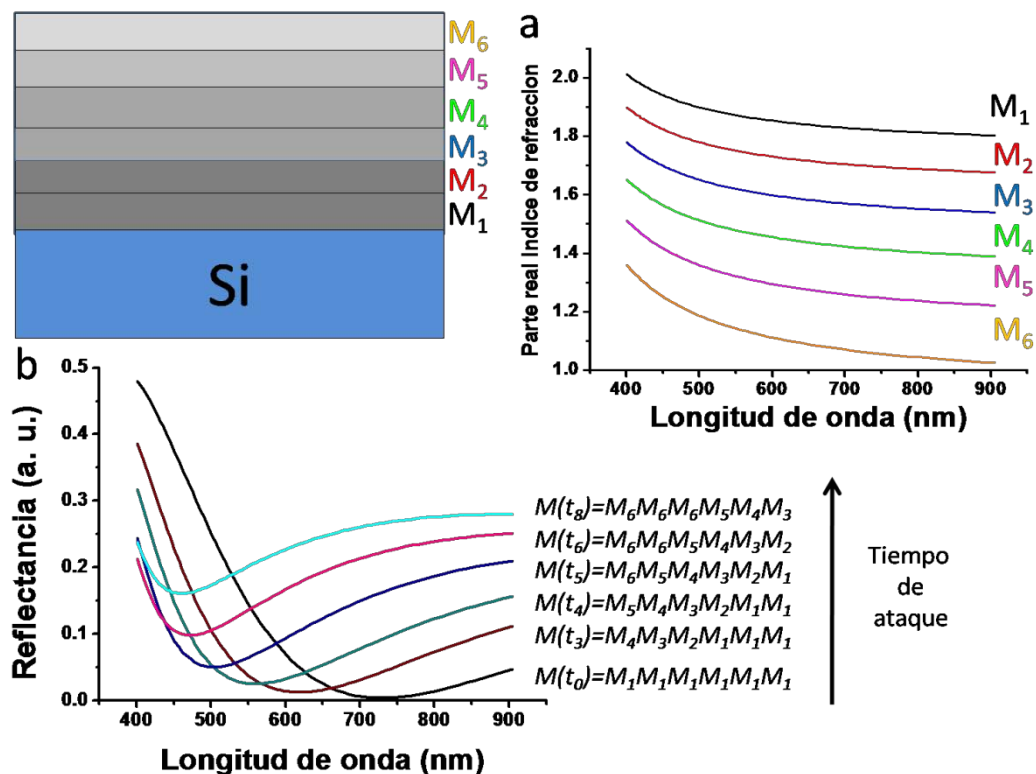 M₆
M₅
M₄
M₃
M₂
M₁
Si
a
Parte real indice de refraccion
2.0
1.8
1.6
1.4
1.2
1.0
400 500 600 700 800 900
Longitud de onda (nm)
M₁
M₂
M₃
M₄
M₅
M₆
b
Reflectancia (a. u.)
0.5
0.4
0.3
0.2
0.1
0.0
400 500 600 700 800 900
Longitud de onda (nm)
M(t₈)=M₆M₆M₆M₅M₄M₃
M(t₆)=M₆M₆M₅M₄M₃M₂
M(t₅)=M₆M₅M₄M₃M₂M₁
M(t₄)=M₅M₄M₃M₂M₁M₁
M(t₃)=M₄M₃M₂M₁M₁M₁
M(t₀)=M₁M₁M₁M₁M₁M₁
Tiempo
de
ataque